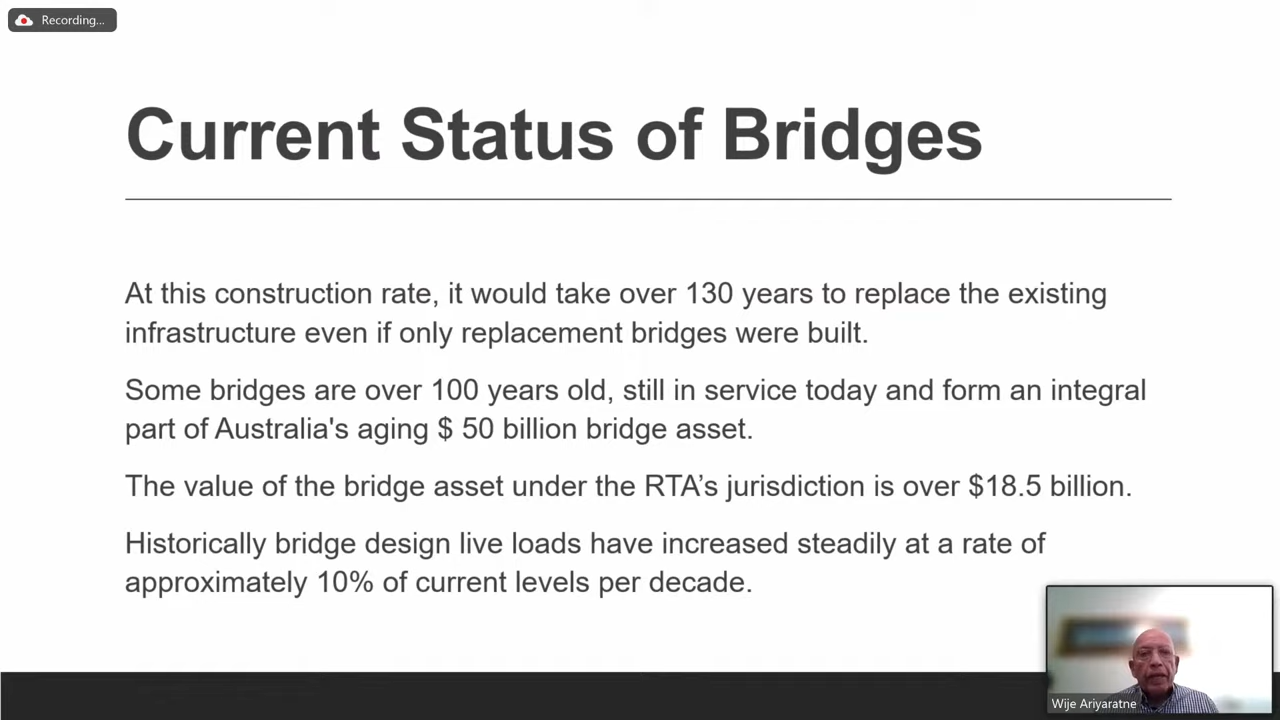 Recording...
Current Status of Bridges
At this construction rate, it would take over 130 years to replace the existing
infrastructure even if only replacement bridges were built.
Some bridges are over 100 years old, still in service today and form an integral
part of Australia's aging $ 50 billion bridge asset.
The value of the bridge asset under the RTA’s jurisdiction is over $18.5 billion.
Historically bridge design live loads have increased steadily at a rate of
approximately 10% of current levels per decade.
Wije Ariyaratne